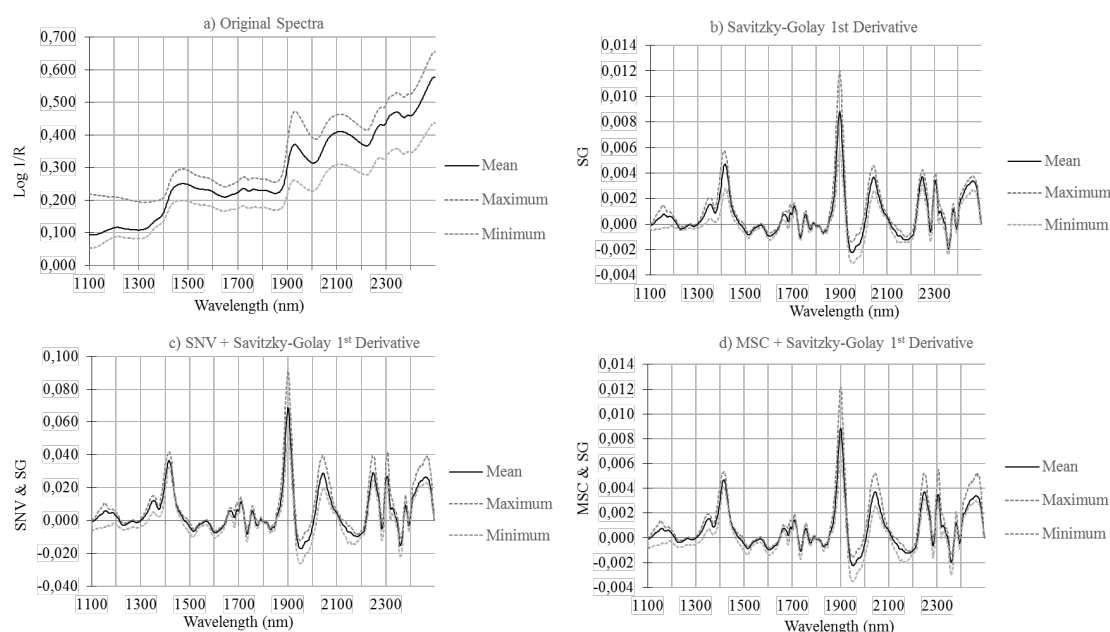 a) Original Spectra
0,700
0,600
0,500
0,400
0,300
0,200
0,100
0,000
Log 1/R
1100 1300 1500 1700 1900 2100 2300
Wavelength (nm)
Mean
Maximum
Minimum
b) Savitzky-Golay 1st Derivative
0,014
0,012
0,010
0,008
0,006
0,004
0,002
0,000
-0,002
-0,004
SG
1100 1300 1500 1700 1900 2100 2300
Wavelength (nm)
Mean
Maximum
Minimum
c) SNV + Savitzky-Golay 1st Derivative
0,100
0,080
0,060
0,040
0,020
0,000
-0,020
-0,040
SNV & SG
1100 1300 1500 1700 1900 2100 2300
Wavelength (nm)
Mean
Maximum
Minimum
d) MSC + Savitzky-Golay 1st Derivative
0,014
0,012
0,010
0,008
0,006
0,004
0,002
0,000
-0,002
-0,004
MSC & SG
1100 1300 1500 1700 1900 2100 2300
Wavelength (nm)
Mean
Maximum
Minimum